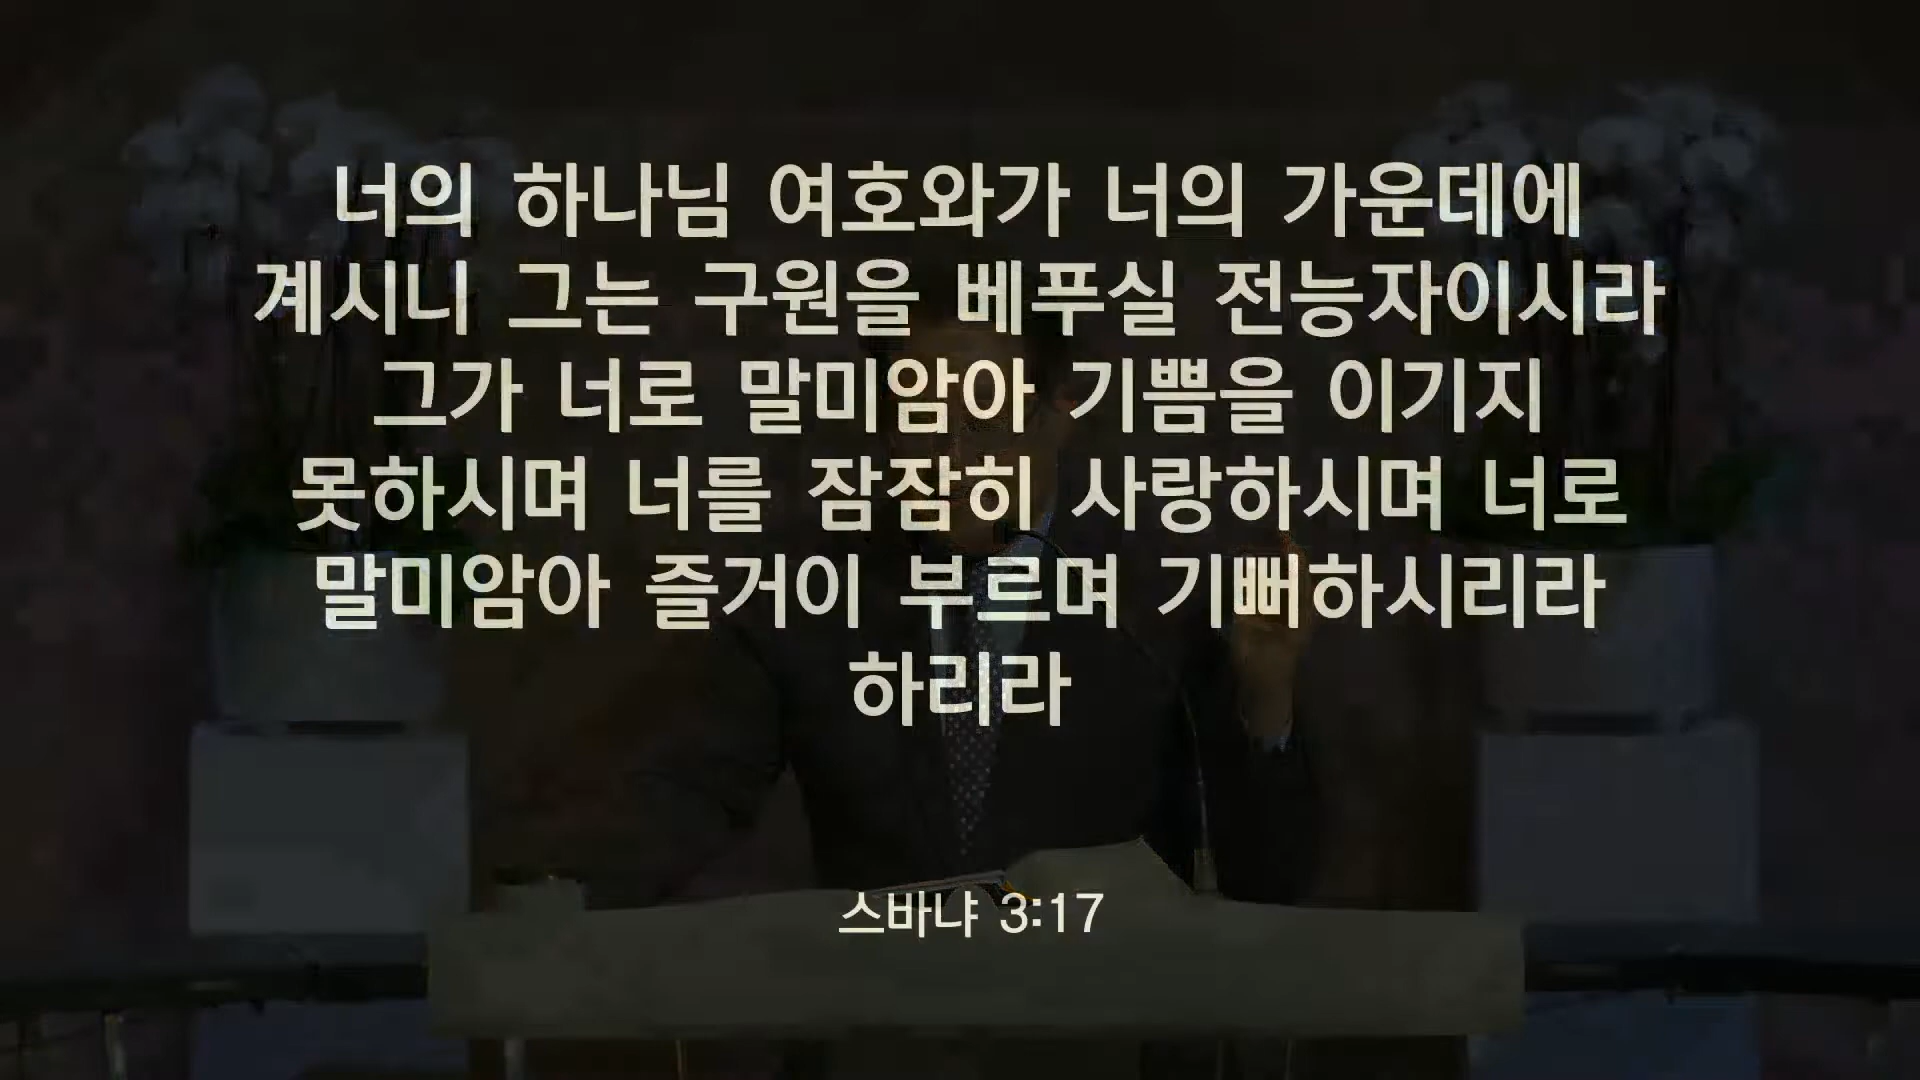 너의 하나님 여호와가 너의 가운데에
계시니 그는 구원을 베푸실 전능자이시라
그가 너로 말미암아 기쁨을 이기지
못하시며 너를 잠잠히 사랑하시며 너로
말미암아 즐거이 부르며 기뻐하시리라
하리라
스바냐 3:17